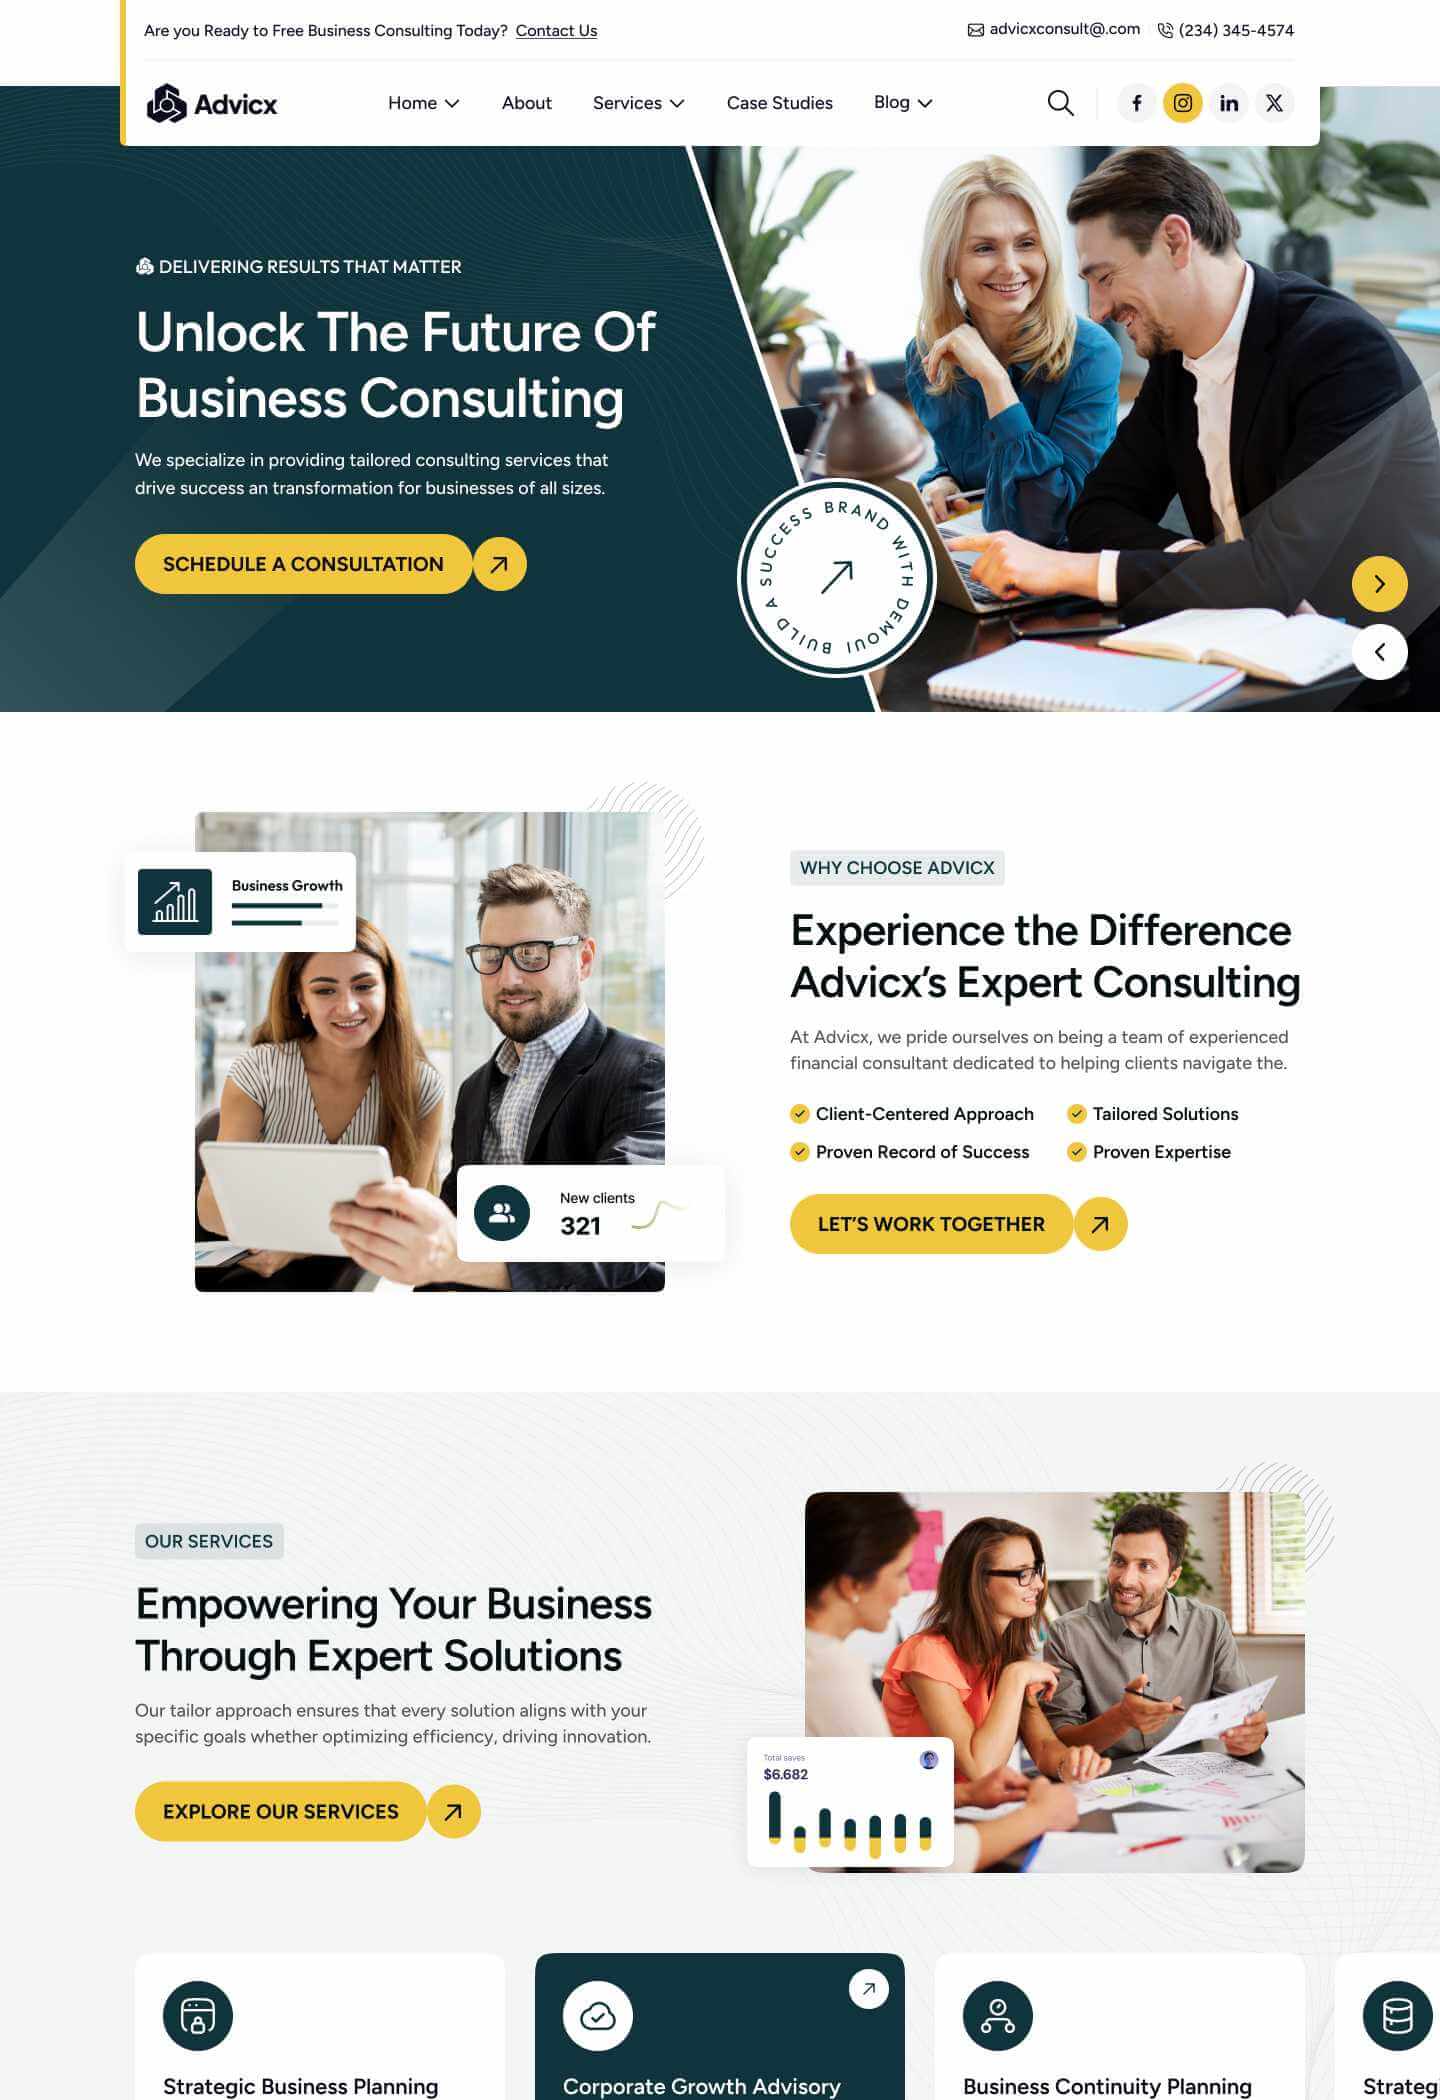 Are you Ready to Free Business Consulting Today? Contact Us
advicxconsult@.com
(234) 345-4574
Advicx
Home
About
Services
Case Studies
Blog
DELIVERING RESULTS THAT MATTER
Unlock The Future Of
Business Consulting
We specialize in providing tailored consulting services that
drive success an transformation for businesses of all sizes.
SCHEDULE A CONSULTATION
BUILD A SUCCESS BRAND WITH DEMOUI
Business Growth
New clients
321
WHY CHOOSE ADVICX
Experience the Difference
Advicx’s Expert Consulting
At Advicx, we pride ourselves on being a team of experienced
financial consultant dedicated to helping clients navigate the.
Client-Centered Approach
Tailored Solutions
Proven Record of Success
Proven Expertise
LET’S WORK TOGETHER
OUR SERVICES
Empowering Your Business
Through Expert Solutions
Our tailor approach ensures that every solution aligns with your
specific goals whether optimizing efficiency, driving innovation.
EXPLORE OUR SERVICES
Total saves
$6.682
Strategic Business Planning
Corporate Growth Advisory
Business Continuity Planning
Strateg